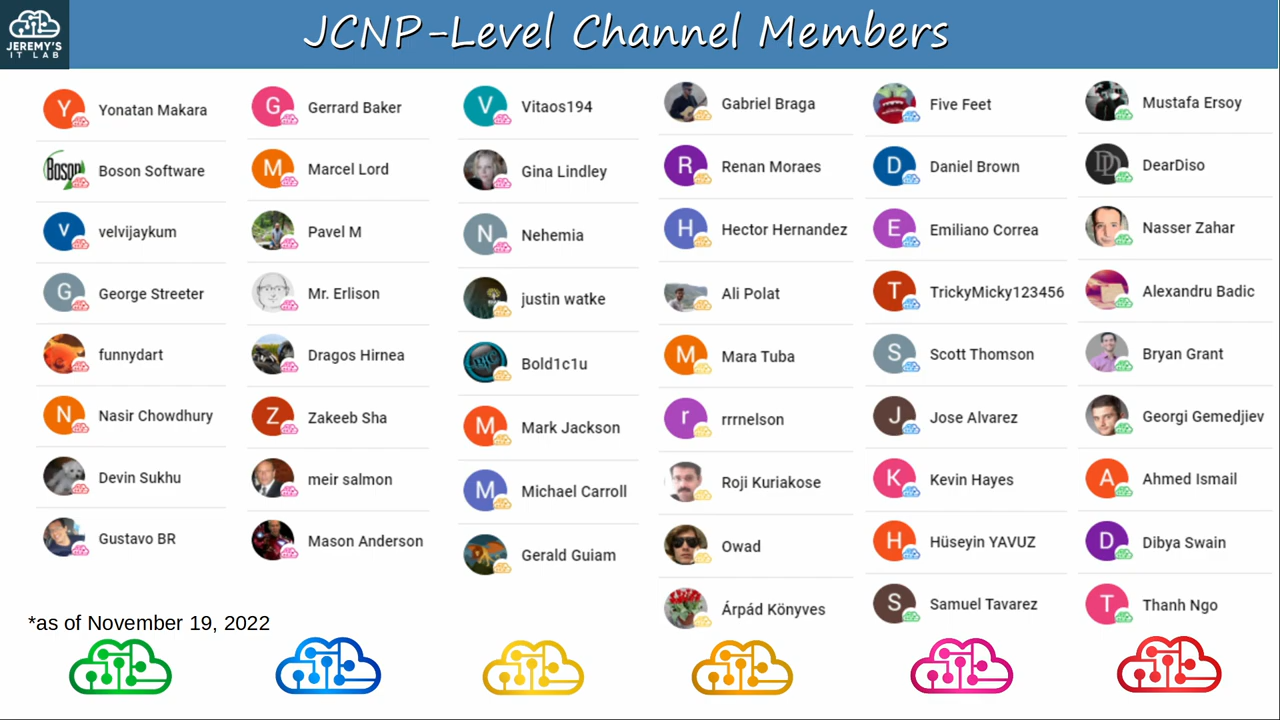 JEREMY'S
IT LAB
JCNP-Level Channel Members
Y Yonatan Makara
Boson Boson Software
v velvijaykum
G George Streeter
funnydart
N Nasir Chowdhury
Devin Sukhu
Gustavo BR
G Gerrard Baker
M Marcel Lord
Pavel M
Mr. Erlison
Dragos Hirnea
Z Zakeeb Sha
meir salmon
Mason Anderson
V Vitaos194
Gina Lindley
N Nehemia
justin watke
Bold1c1u
M Mark Jackson
M Michael Carroll
Gerald Guiam
Gabriel Braga
R Renan Moraes
H Hector Hernandez
Ali Polat
M Mara Tuba
r rrrnelson
Roji Kuriakose
Owad
Árpád Könyves
Five Feet
D Daniel Brown
E Emiliano Correa
T TrickyMicky123456
S Scott Thomson
J Jose Alvarez
K Kevin Hayes
H Hüseyin YAVUZ
S Samuel Tavarez
Mustafa Ersoy
DearDiso
Nasser Zahar
Alexandru Badic
Bryan Grant
Georgi Gemedjiev
A Ahmed Ismail
D Dibya Swain
T Thanh Ngo
*as of November 19, 2022